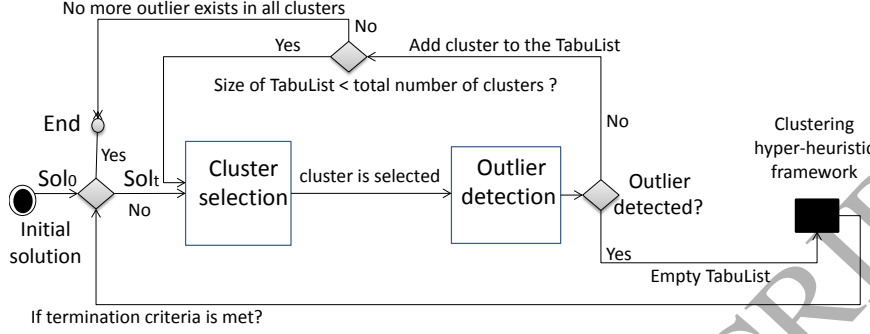 No more outlier exists in all clusters
No
Yes
Add cluster to the TabuList
Size of TabuList < total number of clusters ?
End
No
Clustering
hyper-heuristic
framework
Yes
Sol0
Solt
No
Cluster
selection
cluster is selected
Outlier
detection
Outlier
detected?
Initial
solution
Yes
Empty TabuList
If termination criteria is met?